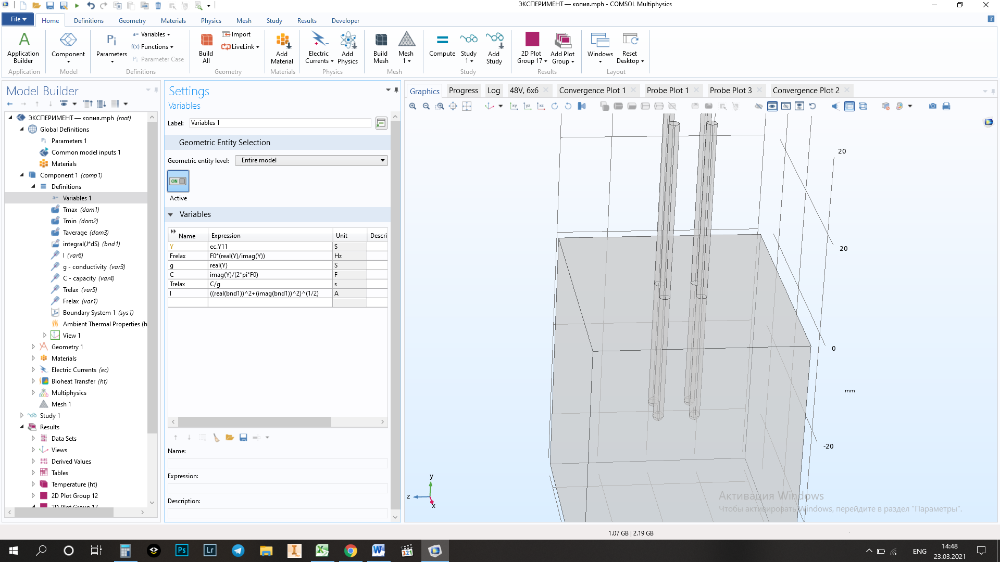 ЭКСПЕРИМЕНТ — копия.mph - COMSOL Multiphysics
File
Home
Definitions
Geometry
Materials
Physics
Mesh
Study
Results
Developer
Application Builder
Component
Parameters
a= Variables
f(x) Functions
Pi Parameter Case
Build All
Import
LiveLink
Add Material
Electric Currents
Add Physics
Build Mesh
Mesh 1
Compute
Study 1
Add Study
2D Plot Group 17
Add Plot Group
Windows
Reset Desktop
Application
Model
Definitions
Geometry
Materials
Physics
Mesh
Study
Results
Layout
Model Builder
ЭКСПЕРИМЕНТ — копия.mph (root)
Global Definitions
Pi Parameters 1
Common model inputs 1
Materials
Component 1 (comp1)
Definitions
a= Variables 1
Tmax (dom1)
Tmin (dom2)
Taverage (dom3)
integral(J*dS) (bnd1)
I (var6)
g - conductivity (var3)
C - capacity (var4)
Trelax (var5)
Frelax (var1)
Boundary System 1 (sys1)
Ambient Thermal Properties (h
View 1
Geometry 1
Materials
Electric Currents (ec)
Bioheat Transfer (ht)
Multiphysics
Mesh 1
Study 1
Results
Data Sets
Views
Derived Values
Tables
Temperature (ht)
2D Plot Group 12
2D Plot Group 17
Settings
Variables
Label: Variables 1
Geometric Entity Selection
Geometric entity level: Entire model
ON
Active
Variables
Name Expression Unit Descri
Y ec.Y11 S
Frelax F0*(real(Y)/imag(Y)) Hz
g real(Y) S
C imag(Y)/(2*pi*F0) F
Trelax C/g s
I ((real(bnd1))^2+(imag(bnd1))^2)^(1/2) A
Name:
Expression:
Description:
Graphics
Progress
Log
48V, 6x6
Convergence Plot 1
Probe Plot 1
Probe Plot 3
Convergence Plot 2
xy
yz
xz
20
20
0
mm
-20
y
z
x
Активация Windows
Чтобы активировать Windows, перейдите в раздел "Параметры".
1.07 GB | 2.19 GB
Ps
Lr
I
X
W
321
ENG
14:48
23.03.2021